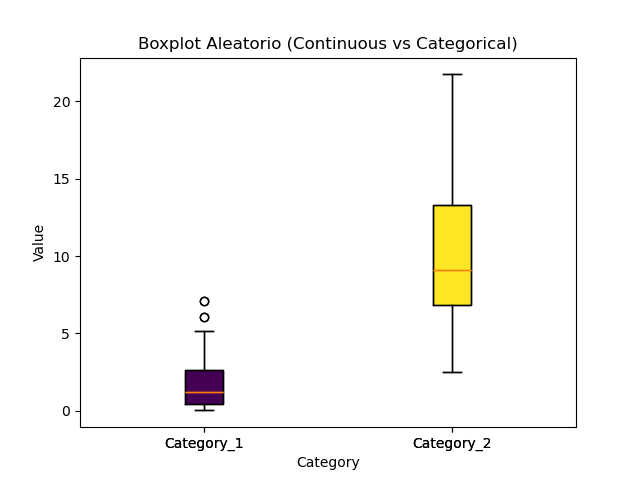 Boxplot Aleatorio (Continuous vs Categorical)
20
15
10
5
0
Value
Category_1
Category_2
Category